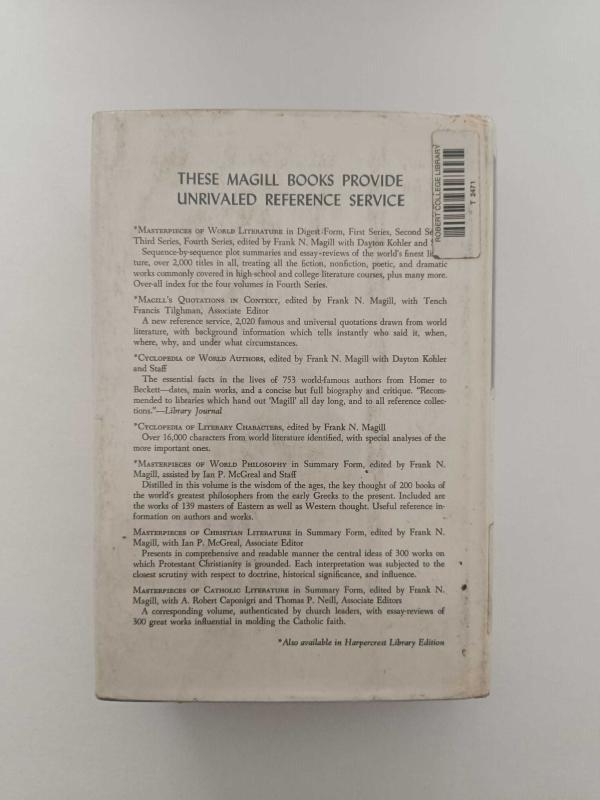 THESE MAGILL BOOKS PROVIDE
UNRIVALED REFERENCE SERVICE
ROBERT COLLEGE LIBRARY
T 2471
*MASTERPIECES OF WORLD LITERATURE in Digest Form, First Series, Second
Third Series, Fourth Series, edited by Frank N. Magill with Dayton Kohler and
Sequence-by-sequence plot summaries and essay-reviews of the world's finest
ture, over 2,000 titles in all, treating all the fiction, nonfiction, poetic, and dramatic
works commonly covered in high-school and college literature courses, plus many more.
Over-all index for the four volumes in Fourth Series.
*MAGILL'S QUOTATIONS IN CONTEXT, edited by Frank N. Magill, with Tench
Francis Tilghman, Associate Editor
A new reference service, 2,020 famous and universal quotations drawn from world
literature, with background information which tells instantly who said it, when,
where, why, and under what circumstances.
*CYCLOPEDIA OF WORLD AUTHORS, edited by Frank N. Magill with Dayton Kohler
and Staff
The essential facts in the lives of 753 world-famous authors from Homer to
Beckett—dates, main works, and a concise but full biography and critique. "Recom-
mended to libraries which hand out 'Magill' all day long, and to all reference collec-
tions."—Library Journal
*CYCLOPEDIA OF LITERARY CHARACTERS, edited by Frank N. Magill
Over 16,000 characters from world literature identified, with special analyses of the
more important ones.
*MASTERPIECES OF WORLD PHILOSOPHY in Summary Form, edited by Frank N.
Magill, assisted by Ian P. McGreal and Staff
Distilled in this volume is the wisdom of the ages, the key thought of 200 books of
the world's greatest philosophers from the early Greeks to the present. Included are
the works of 139 masters of Eastern as well as Western thought. Useful reference in-
formation on authors and works.
MASTERPIECES OF CHRISTIAN LITERATURE in Summary Form, edited by Frank N.
Magill, with Ian P. McGreal, Associate Editor
Presents in comprehensive and readable manner the central ideas of 300 works on
which Protestant Christianity is grounded. Each interpretation was subjected to the
closest scrutiny with respect to doctrine, historical significance, and influence.
MASTERPIECES OF CATHOLIC LITERATURE in Summary Form, edited by Frank N.
Magill, with A. Robert Caponigri and Thomas P. Neill, Associate Editors
A corresponding volume, authenticated by church leaders, with essay-reviews of
300 great works influential in molding the Catholic faith.
*Also available in Harpercrest Library Edition